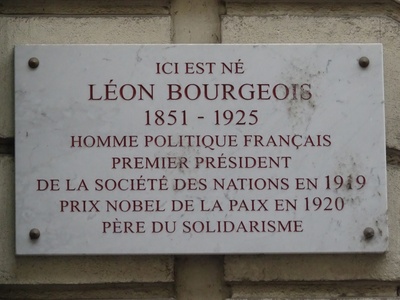 ICI EST NÉ
LÉON BOURGEOIS
1851 - 1925
HOMME POLITIQUE FRANÇAIS
PREMIER PRÉSIDENT
DE LA SOCIÉTÉ DES NATIONS EN 1919
PRIX NOBEL DE LA PAIX EN 1920
PÈRE DU SOLIDARISME